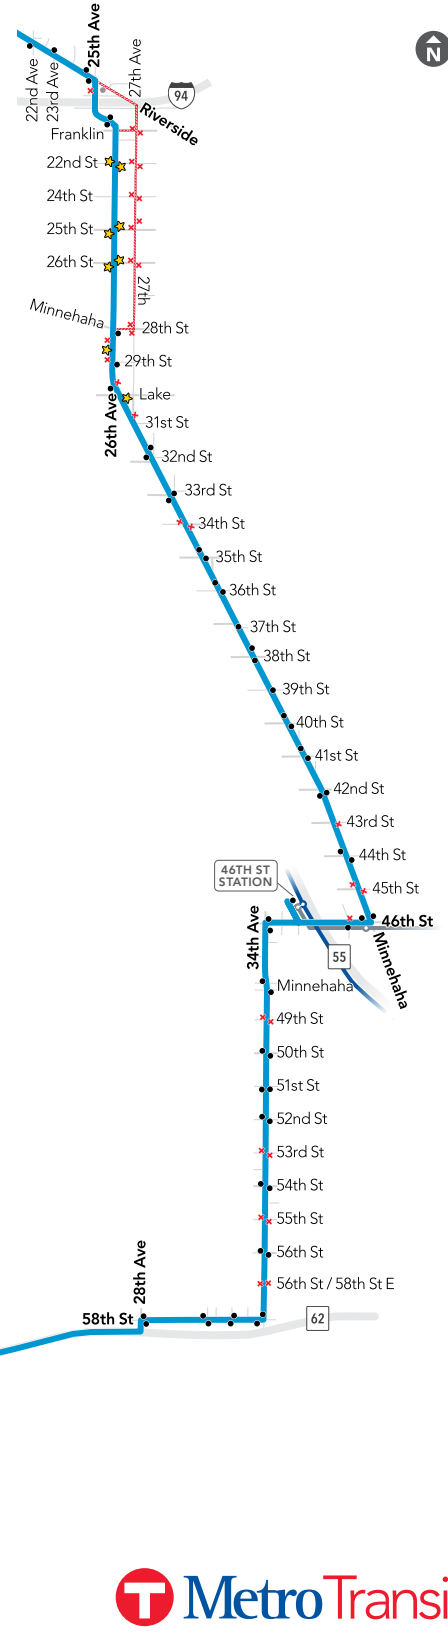 22nd Ave
23rd Ave
25th Ave
27th Ave
N
94
Riverside
Franklin
22nd St
24th St
25th St
26th St
27th
Minnehaha
28th St
29th St
26th Ave
Lake
31st St
32nd St
33rd St
34th St
35th St
36th St
37th St
38th St
39th St
40th St
41st St
42nd St
43rd St
44th St
45th St
46TH ST
STATION
34th Ave
46th St
55
Minnehaha
Minnehaha
49th St
50th St
51st St
52nd St
53rd St
54th St
55th St
56th St
56th St / 58th St E
28th Ave
58th St
62
T MetroTransi